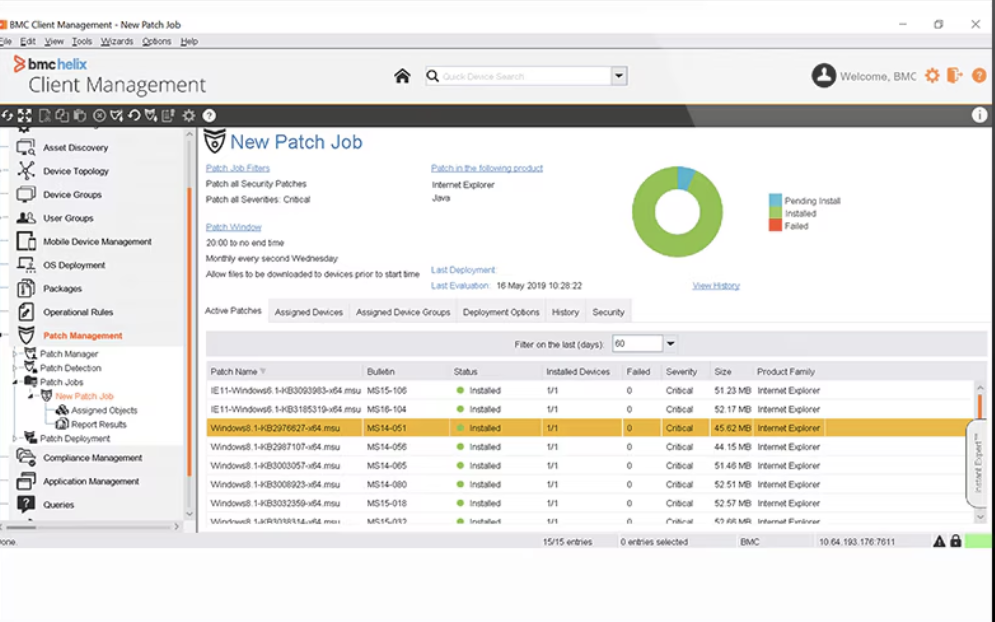 BMC Client Management - New Patch Job
File Edit View Tools Wizards Options Help
bmchelix
Client Management
Quick Device Search
Welcome, BMC
Asset Discovery
Device Topology
Device Groups
User Groups
Mobile Device Management
OS Deployment
Packages
Operational Rules
Patch Management
Patch Manager
Patch Detection
Patch Jobs
New Patch Job
Assigned Objects
Report Results
Patch Deployment
Compliance Management
Application Management
Queries
New Patch Job
Patch Job Filters
Patch all Security Patches
Patch all Severities: Critical
Patch Window
20:00 to no end time
Monthly every second Wednesday
Allow files to be downloaded to devices prior to start time
Patch in the following product
Internet Explorer
Java
Last Deployment:
Last Evaluation: 16 May 2019 10:28:22
Pending Install
Installed
Failed
View History
Active Patches Assigned Devices Assigned Device Groups Deployment Options History Security
Filter on the last (days): 60
Patch Name Bulletin Status Installed Devices Failed Severity Size Product Family
IE11-Windows6.1-KB3093983-x64.msu MS15-106 Installed 1/1 0 Critical 51.23 MB Internet Explorer
IE11-Windows6.1-KB3185319-x64.msu MS16-104 Installed 1/1 0 Critical 52.17 MB Internet Explorer
Windows8.1-KB2976627-x64.msu MS14-051 Installed 1/1 0 Critical 45.62 MB Internet Explorer
Windows8.1-KB2987107-x64.msu MS14-056 Installed 1/1 0 Critical 44.15 MB Internet Explorer
Windows8.1-KB3003057-x64.msu MS14-065 Installed 1/1 0 Critical 51.46 MB Internet Explorer
Windows8.1-KB3008923-x64.msu MS14-080 Installed 1/1 0 Critical 52.51 MB Internet Explorer
Windows8.1-KB3032359-x64.msu MS15-018 Installed 1/1 0 Critical 52.57 MB Internet Explorer
Windows8.1-KB3038314-x64.msu MS15-032 Installed 1/1 0 Critical 52.66 MB Internet Explorer
Instant Expert™
Done. 15/15 entries 0 entries selected BMC 10.64.193.176:7611